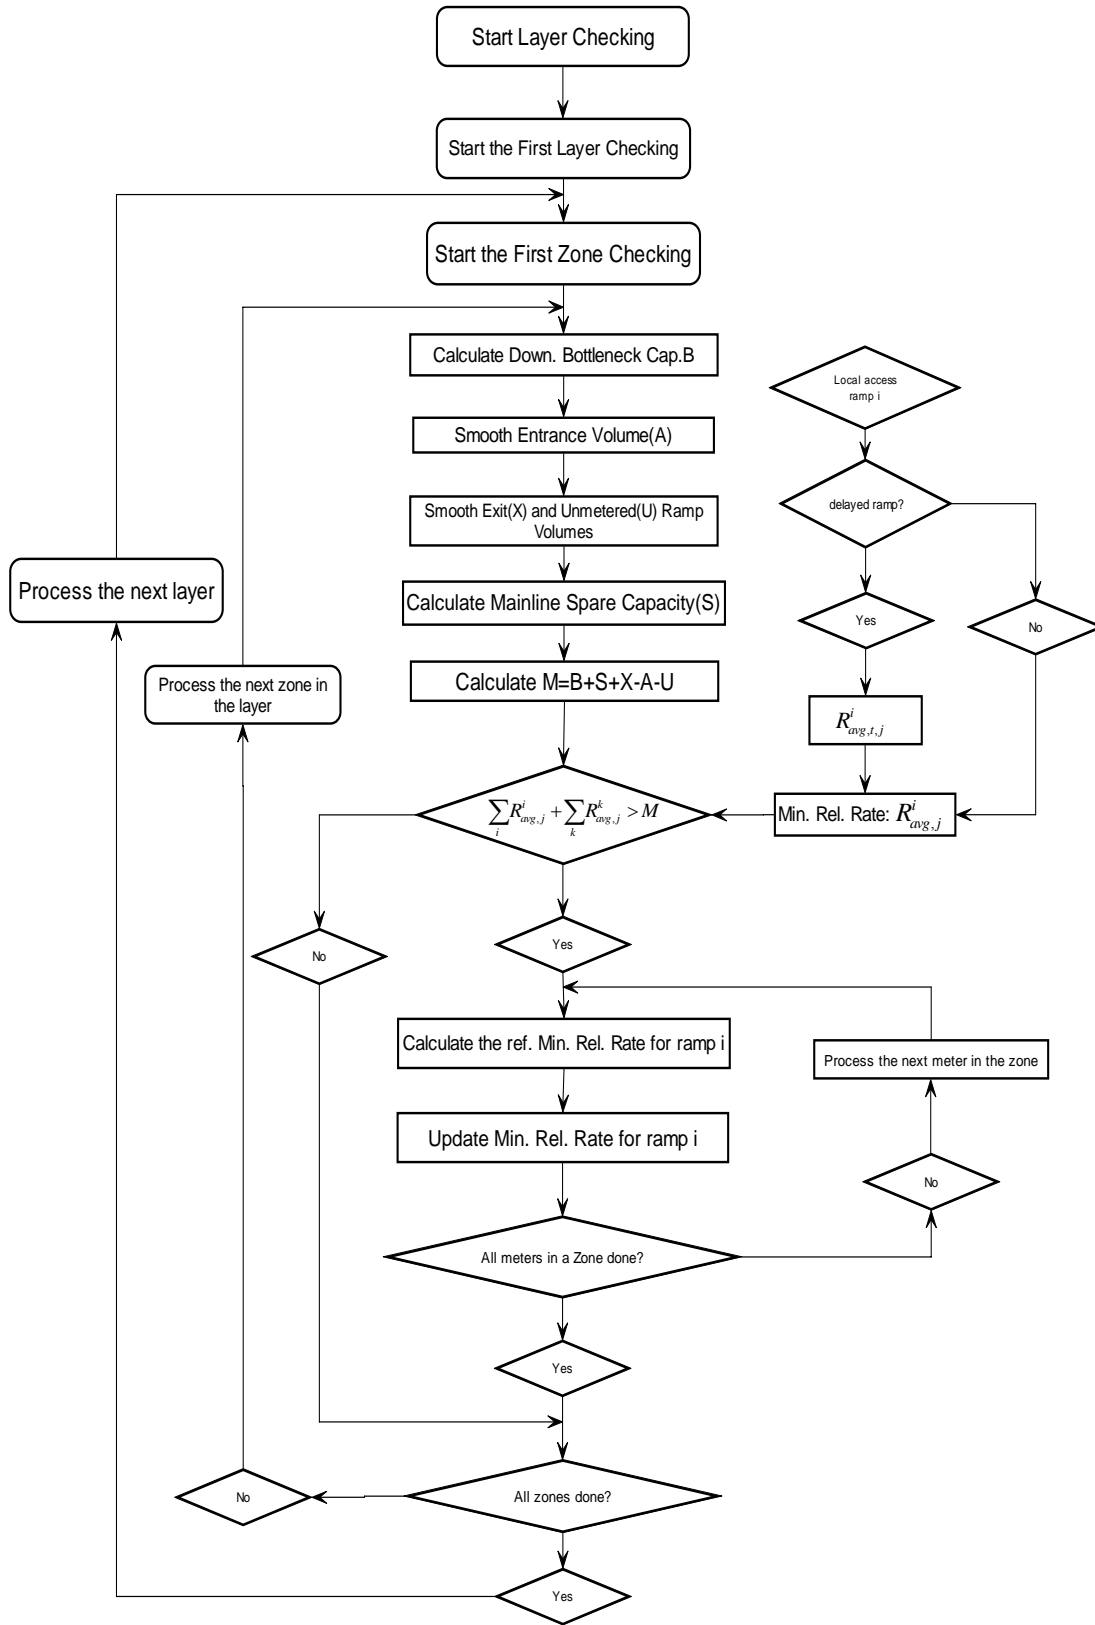 Start Layer Checking
Start the First Layer Checking
Start the First Zone Checking
Calculate Down. Bottleneck Cap.B
Smooth Entrance Volume(A)
Smooth Exit(X) and Unmetered(U) Ramp
Volumes
Calculate Mainline Spare Capacity(S)
Calculate M=B+S+X-A-U
Local access
ramp i
delayed ramp?
Yes
No
R^i_{avg,t,j}
Min. Rel. Rate: R^i_{avg,j}
∑_i R^i_{avg,j} + ∑_k R^k_{avg,j} > M
Process the next layer
Process the next zone in
the layer
No
Yes
Calculate the ref. Min. Rel. Rate for ramp i
Update Min. Rel. Rate for ramp i
Process the next meter in the zone
No
All meters in a Zone done?
Yes
All zones done?
No
Yes